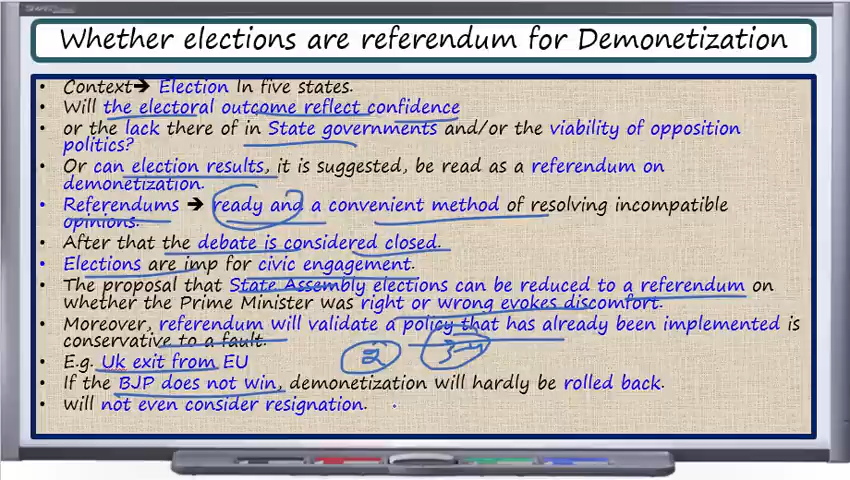 Whether elections are referendum for Demonetization
• Context➔ Election In five states.
• Will the electoral outcome reflect confidence
• or the lack there of in State governments and/or the viability of opposition
politics?
• Or can election results, it is suggested, be read as a referendum on
demonetization.
• Referendums ➔ ready and a convenient method of resolving incompatible
opinions.
• After that the debate is considered closed.
• Elections are imp for civic engagement.
• The proposal that State Assembly elections can be reduced to a referendum on
whether the Prime Minister was right or wrong evokes discomfort.
• Moreover, referendum will validate a policy that has already been implemented is
conservative to a fault.
• E.g. Uk exit from EU
• If the BJP does not win, demonetization will hardly be rolled back.
• Will not even consider resignation.